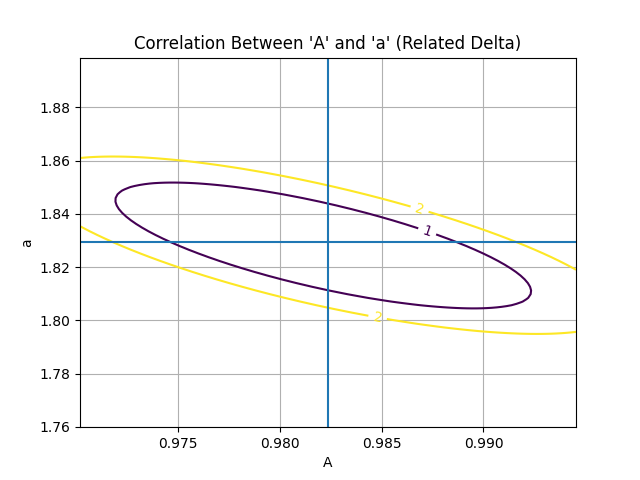 Correlation Between 'A' and 'a' (Related Delta)
1.88
1.86
1.84
1.82
1.80
1.78
1.76
a
2
1
2
0.975 0.980 0.985 0.990
A